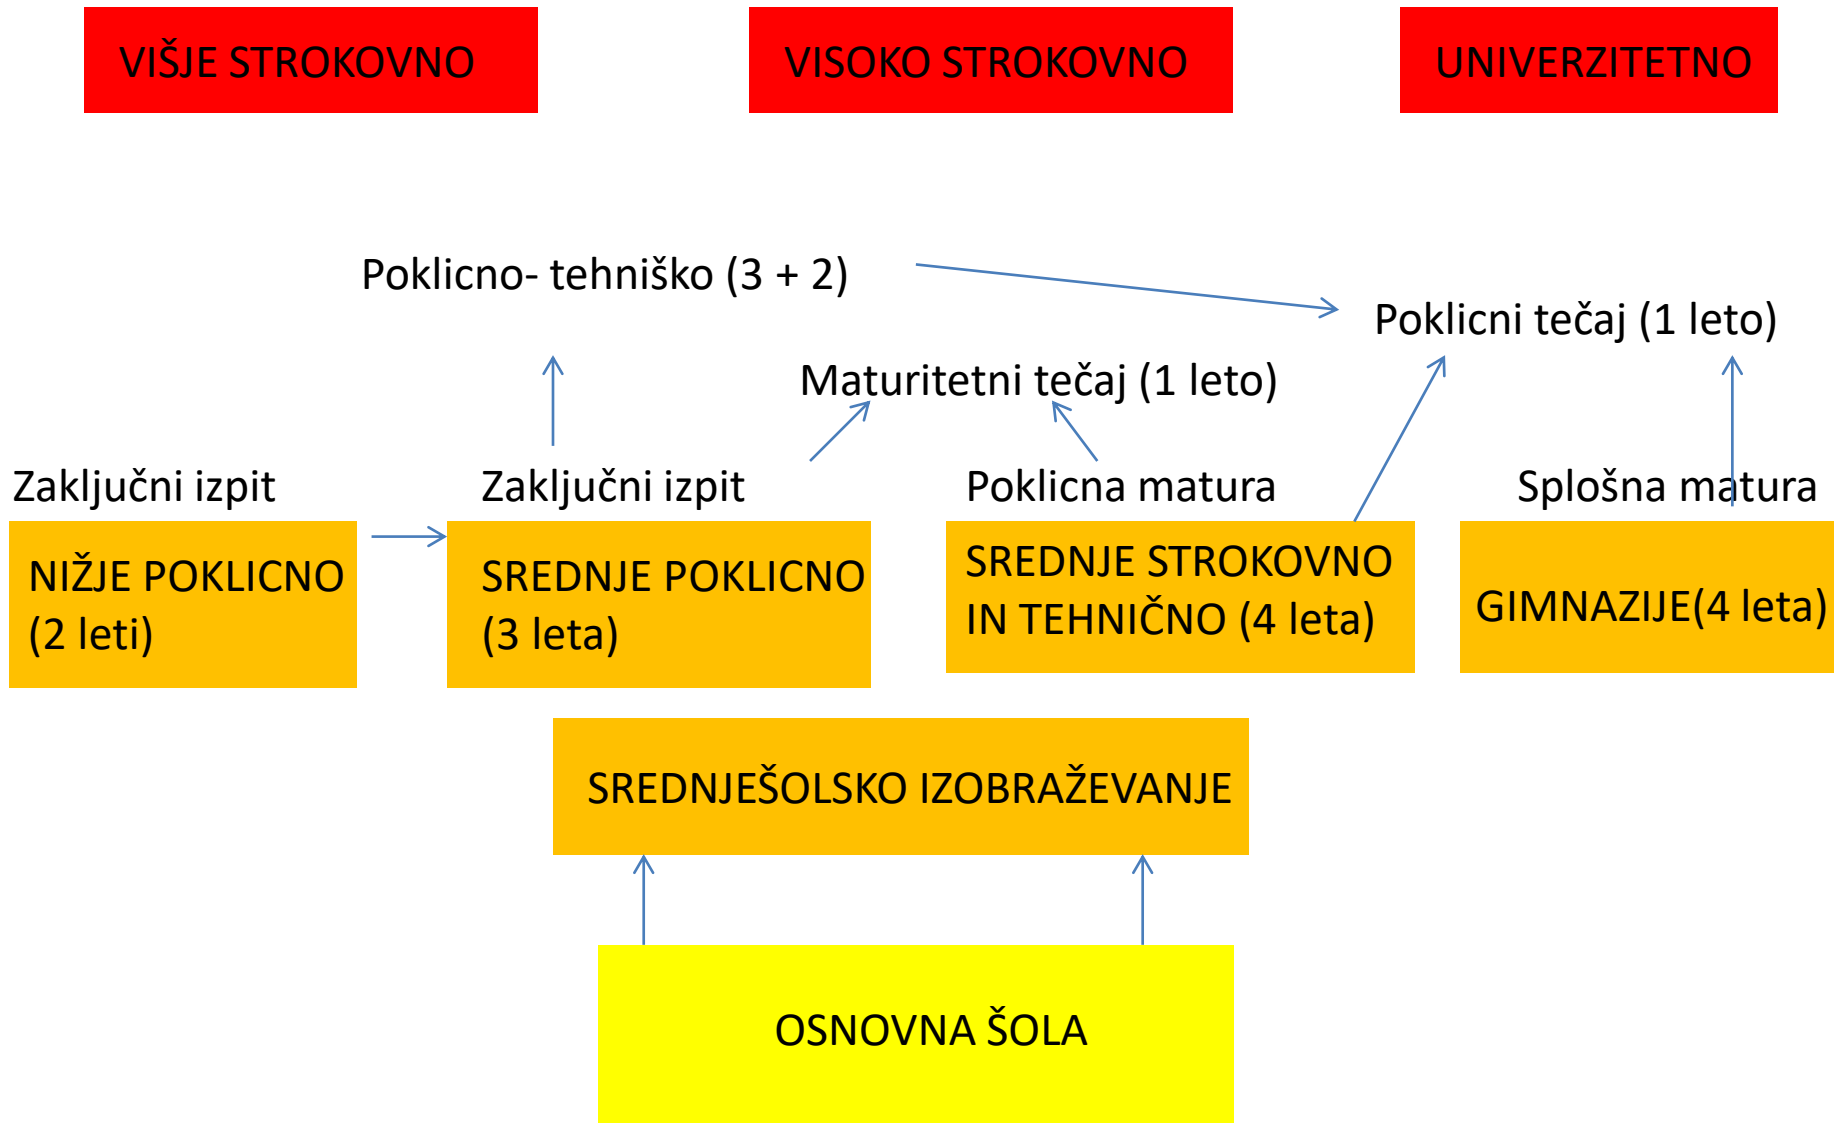 VIŠJE STROKOVNO
VISOKO STROKOVNO
UNIVERZITETNO
Poklicno- tehniško (3 + 2)
Poklicni tečaj (1 leto)
Maturitetni tečaj (1 leto)
Zaključni izpit
Zaključni izpit
Poklicna matura
Splošna matura
NIŽJE POKLICNO
(2 leti)
SREDNJE POKLICNO
(3 leta)
SREDNJE STROKOVNO
IN TEHNIČNO (4 leta)
GIMNAZIJE(4 leta)
SREDNJEŠOLSKO IZOBRAŽEVANJE
OSNOVNA ŠOLA